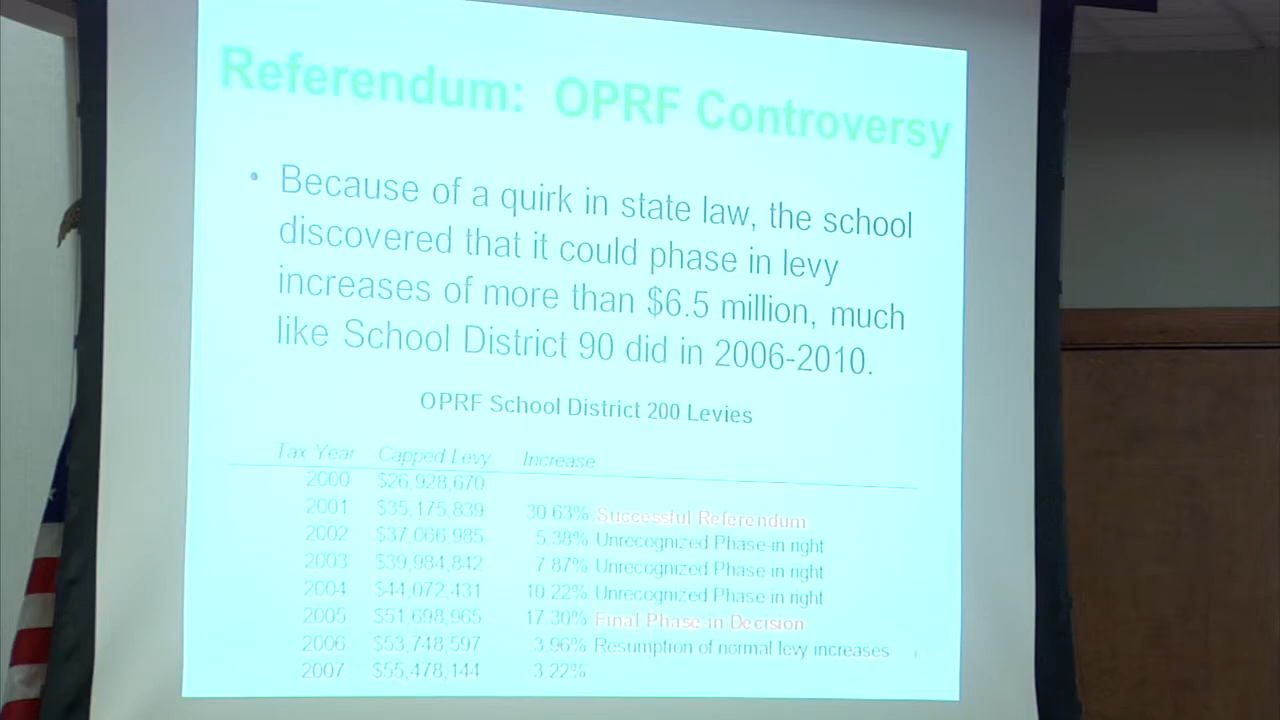 Referendum: OPRF Controversy
• Because of a quirk in state law, the school
discovered that it could phase in levy
increases of more than $6.5 million, much
like School District 90 did in 2006-2010.
OPRF School District 200 Levies
Tax Year Capped Levy Increase
2000 $26,928,670
2001 $35,175,839 30.63% Successful Referendum
2002 $37,066,985 5.38% Unrecognized Phase-in right
2003 $39,984,842 7.87% Unrecognized Phase in right
2004 $44,072,431 10.22% Unrecognized Phase in right
2005 $51,698,965 17.30% Final Phase-in Decision
2006 $53,748,597 3.96% Resumption of normal levy increases
2007 $55,478,144 3.22%